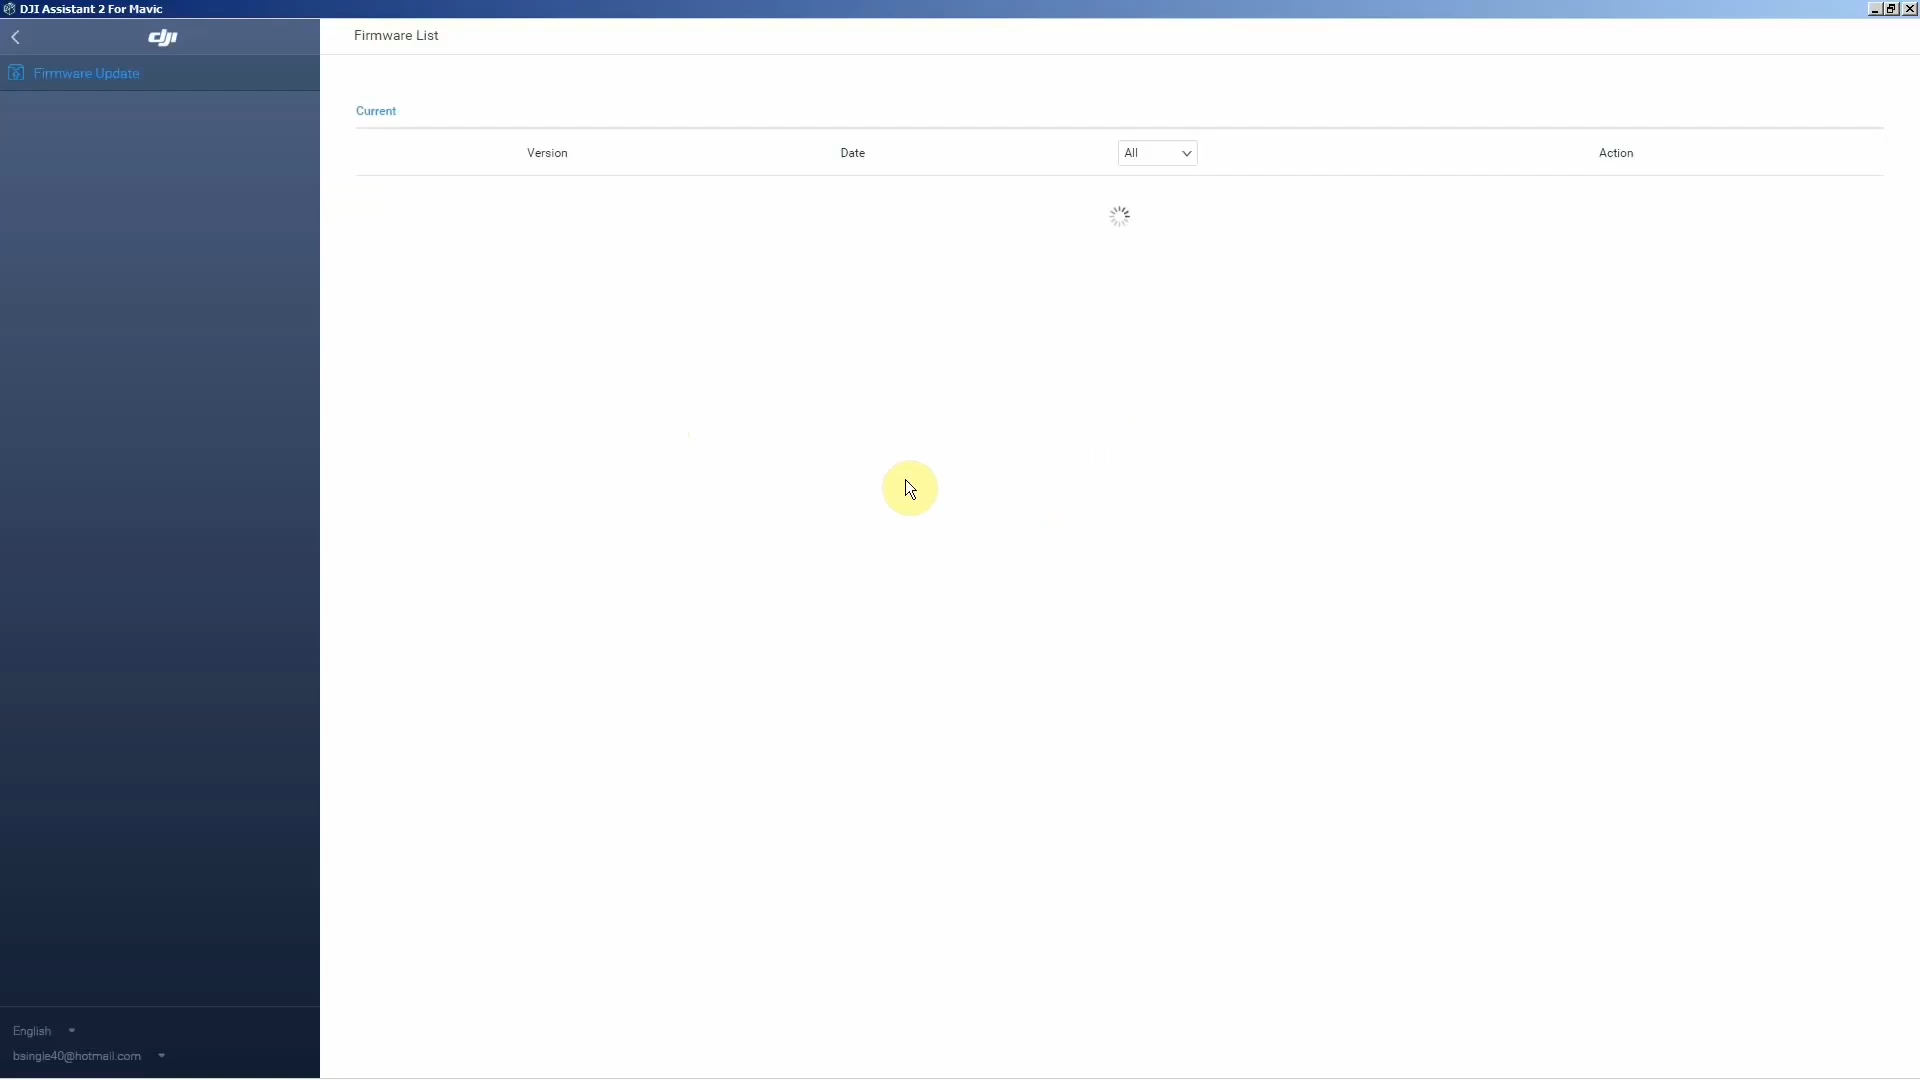 DJI Assistant 2 For Mavic
dji
Firmware List
Firmware Update
Current
Version Date All Action
English
bsingle40@hotmail.com